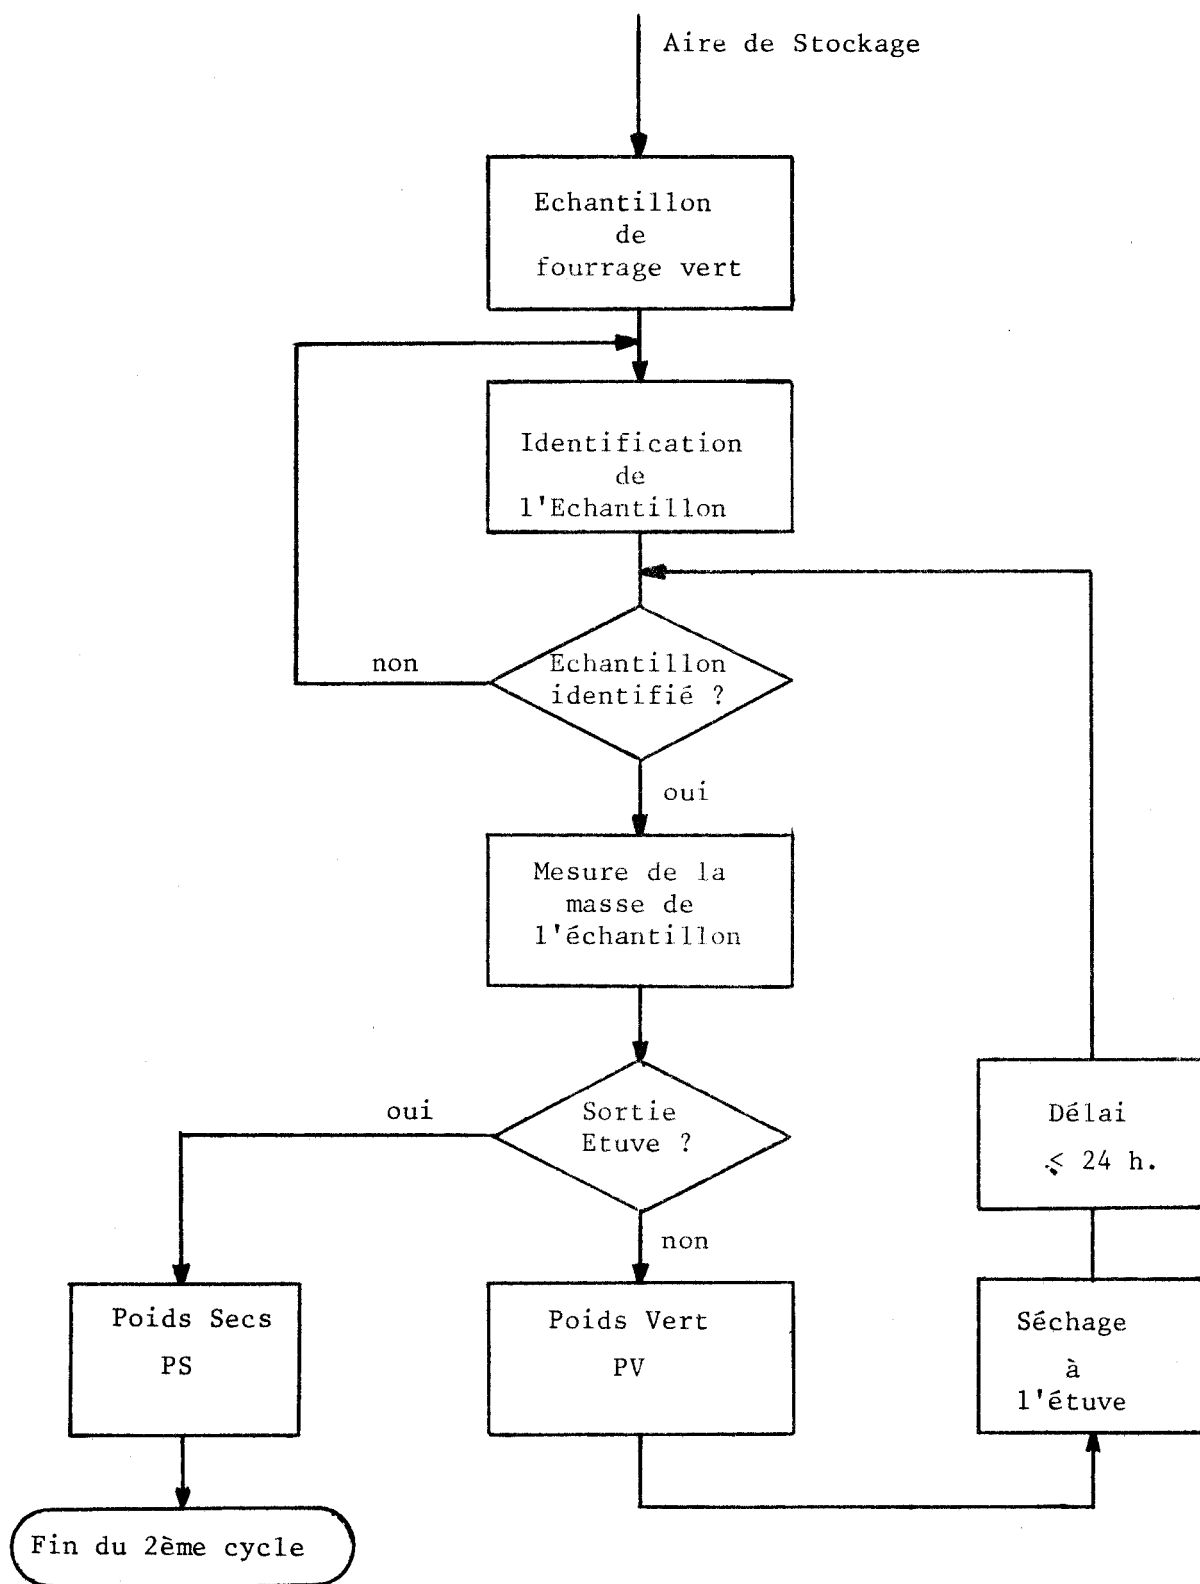 Aire de Stockage
Echantillon
de
fourrage vert
Identification
de
l'Echantillon
non
Echantillon
identifié ?
oui
Mesure de la
masse de
l'échantillon
oui
Sortie
Etuve ?
non
Délai
≤ 24 h.
Poids Secs
PS
Poids Vert
PV
Séchage
à
l'étuve
Fin du 2ème cycle